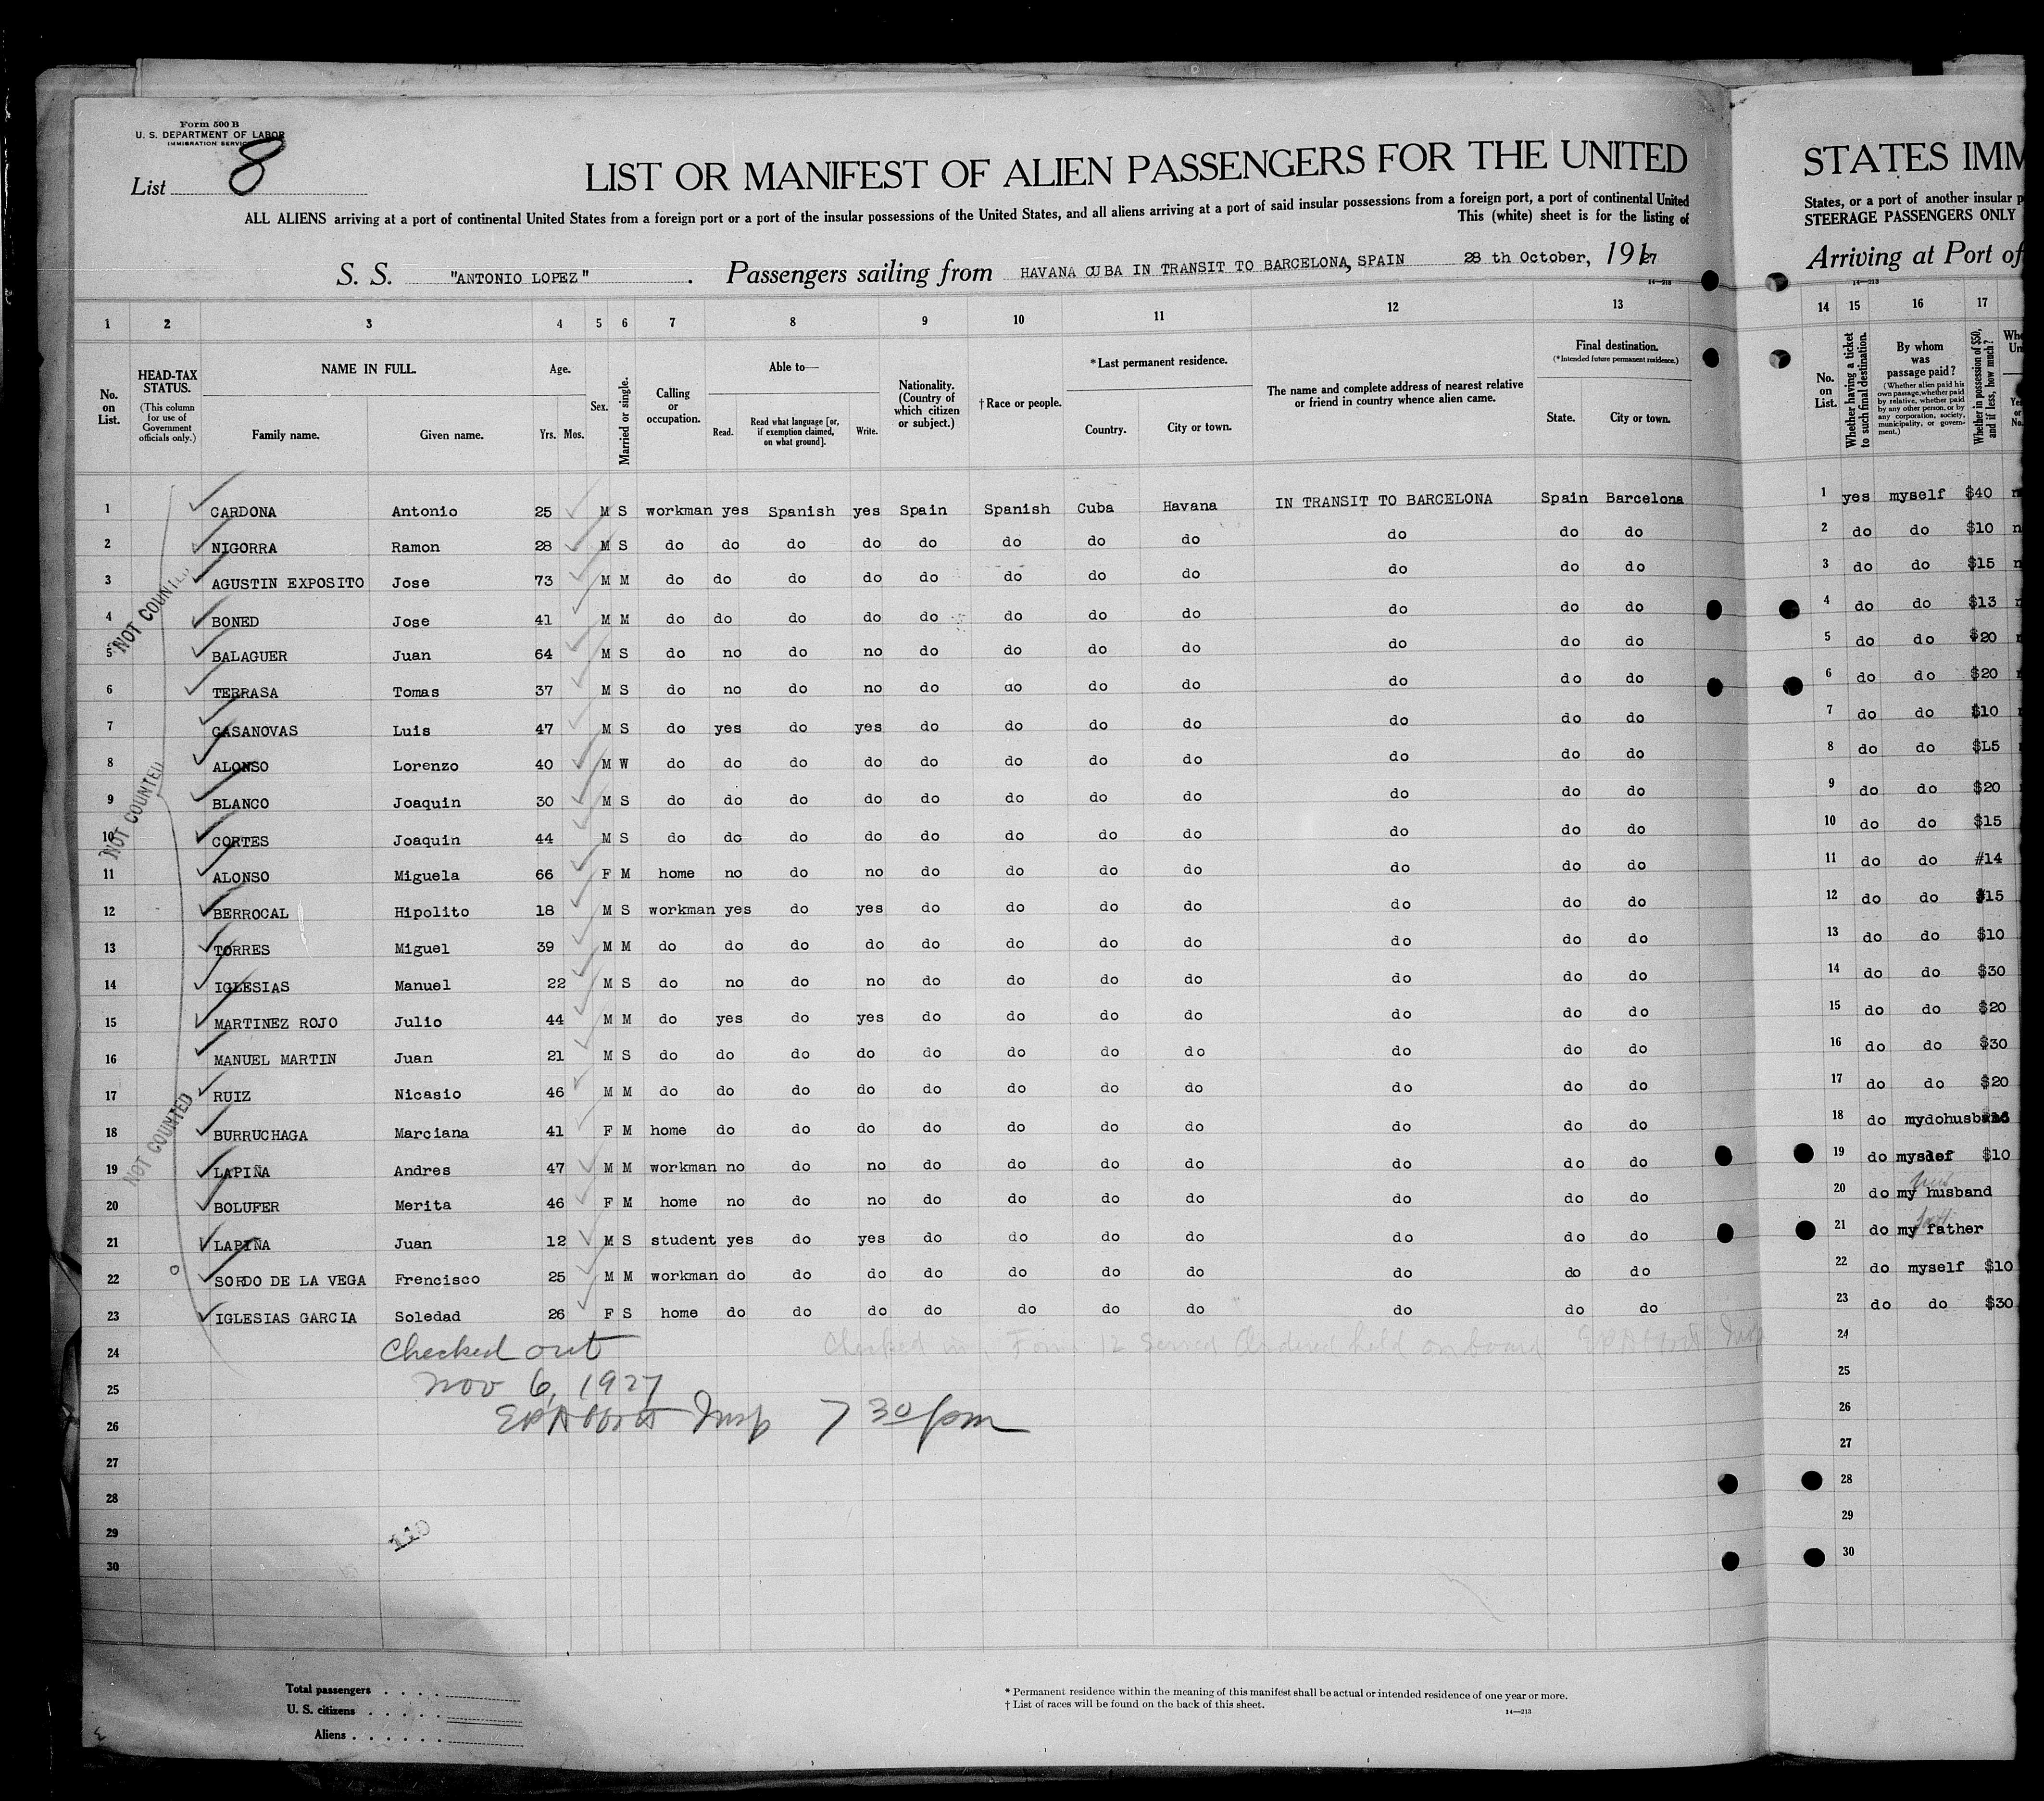 Form 500 B
U. S. DEPARTMENT OF LABOR
IMMIGRATION SERVICE
List 8
LIST OR MANIFEST OF ALIEN PASSENGERS FOR THE UNITED
ALL ALIENS arriving at a port of continental United States from a foreign port or a port of the insular possessions of the United States, and all aliens arriving at a port of said insular possessions from a foreign port, a port of continental United
This (white) sheet is for the listing of
S. S. "ANTONIO LOPEZ". Passengers sailing from HAVANA CUBA IN TRANSIT TO BARCELONA, SPAIN 28 th October, 1927
14—213
1 2 3 4 5 6 7 8 9 10 11 12 13
No. on List.
HEAD-TAX STATUS.
(This column for use of Government officials only.)
NAME IN FULL.
Family name. Given name.
Age.
Yrs. Mos.
Sex.
Married or single.
Calling or occupation.
Able to—
Read. Read what language [or, if exemption claimed, on what ground]. Write.
Nationality. (Country of which citizen or subject.)
† Race or people.
* Last permanent residence.
Country. City or town.
The name and complete address of nearest relative or friend in country whence alien came.
Final destination.
(* Intended future permanent residence.)
State. City or town.
1 CARDONA Antonio 25 M S workman yes Spanish yes Spain Spanish Cuba Havana IN TRANSIT TO BARCELONA Spain Barcelona
2 NIGORRA Ramon 28 M S do do do do do do do do do do do
3 AGUSTIN EXPOSITO Jose 73 M M do do do do do do do do do do do
4 BONED Jose 41 M M do do do do do do do do do do do
5 BALAGUER Juan 64 M S do no do no do do do do do do do
6 TERRASA Tomas 37 M S do no do no do do do do do do do
7 CASANOVAS Luis 47 M S do yes do yes do do do do do do do
8 ALONSO Lorenzo 40 M W do do do do do do do do do do do
9 BLANCO Joaquin 30 M S do do do do do do do do do do do
10 CORTES Joaquin 44 M S do do do do do do do do do do do
11 ALONSO Miguela 66 F M home no do no do do do do do do do
12 BERROCAL Hipolito 18 M S workman yes do yes do do do do do do do
13 TORRES Miguel 39 M M do do do do do do do do do do do
14 IGLESIAS Manuel 22 M S do no do no do do do do do do do
15 MARTINEZ ROJO Julio 44 M M do yes do yes do do do do do do do
16 MANUEL MARTIN Juan 21 M S do do do do do do do do do do do
17 RUIZ Nicasio 46 M M do do do do do do do do do do do
18 BURRUCHAGA Marciana 41 F M home do do do do do do do do do do
19 LAPIÑA Andres 47 M M workman no do no do do do do do do do
20 BOLUFER Merita 46 F M home no do no do do do do do do do
21 LAPIÑA Juan 12 M S student yes do yes do do do do do do do
22 SORDO DE LA VEGA Frencisco 25 M M workman do do do do do do do do do do
23 IGLESIAS GARCIA Soledad 26 F S home do do do do do do do do do do
24 Checked out Checked in, Form 12 Served Ordered held on board
25 Nov 6, 1927
26 Insp 7 30 pm
27
28
29
30
110
NOT COUNTED
NOT COUNTED
NOT COUNTED
Total passengers
U. S. citizens
Aliens
* Permanent residence within the meaning of this manifest shall be actual or intended residence of one year or more.
† List of races will be found on the back of this sheet.
14—213
STATES IMM
States, or a port of another insular p
STEERAGE PASSENGERS ONLY
Arriving at Port of
14—213
14 15 16 17
No. on List.
Whether having a ticket to such final destination.
By whom was passage paid?
(Whether alien paid his own passage, whether paid by relative, whether paid by any other person, or by any corporation, society, municipality, or government.)
Whether in possession of $50, and if less, how much?
1 yes myself $40
2 do do $10
3 do do $15
4 do do $13
5 do do $20
6 do do $20
7 do do $10
8 do do $L5
9 do do $20
10 do do $15
11 do do #14
12 do do $15
13 do do $10
14 do do $30
15 do do $20
16 do do $30
17 do do $20
18 do
19 do $10
20 do my husband
21 do my father
22 do myself $10
23 do do $30
24
25
26
27
28
29
30